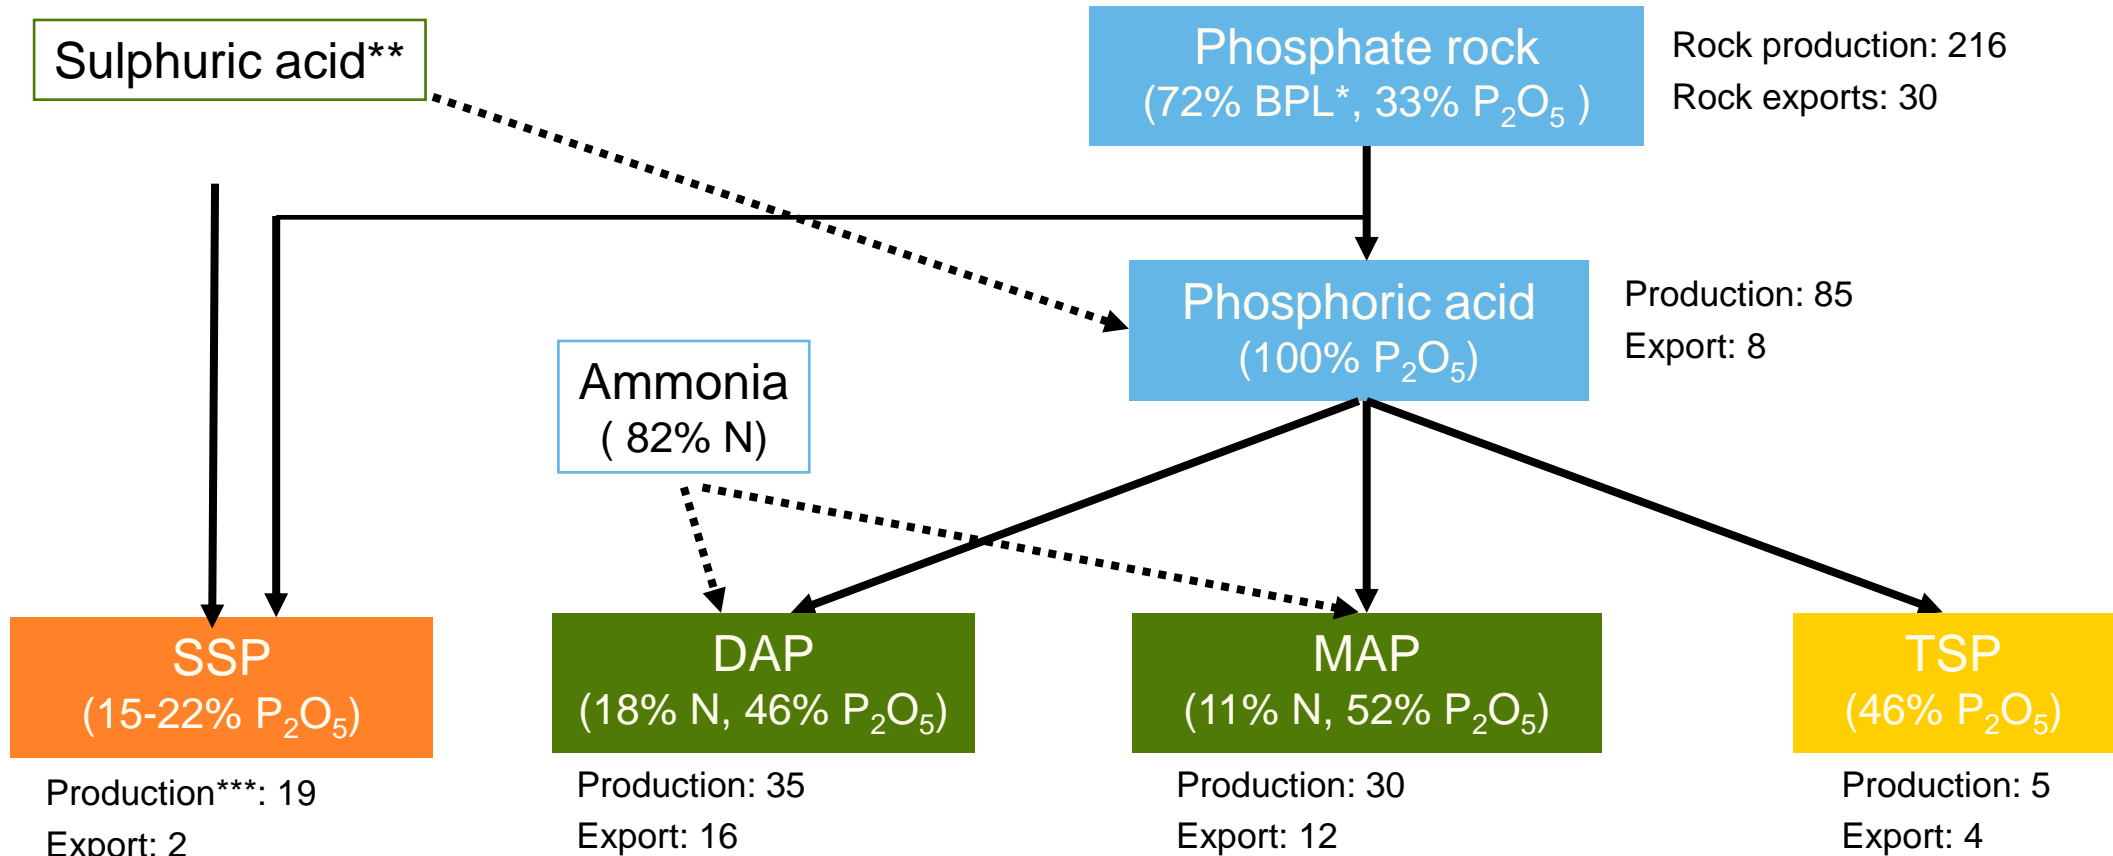 Sulphuric acid**
Phosphate rock
(72% BPL*, 33% P₂O₅ )
Rock production: 216
Rock exports: 30
Phosphoric acid
(100% P₂O₅)
Production: 85
Export: 8
Ammonia
( 82% N)
SSP
(15-22% P₂O₅)
DAP
(18% N, 46% P₂O₅)
MAP
(11% N, 52% P₂O₅)
TSP
(46% P₂O₅)
Production***: 19
Export: 2
Production: 35
Export: 16
Production: 30
Export: 12
Production: 5
Export: 4